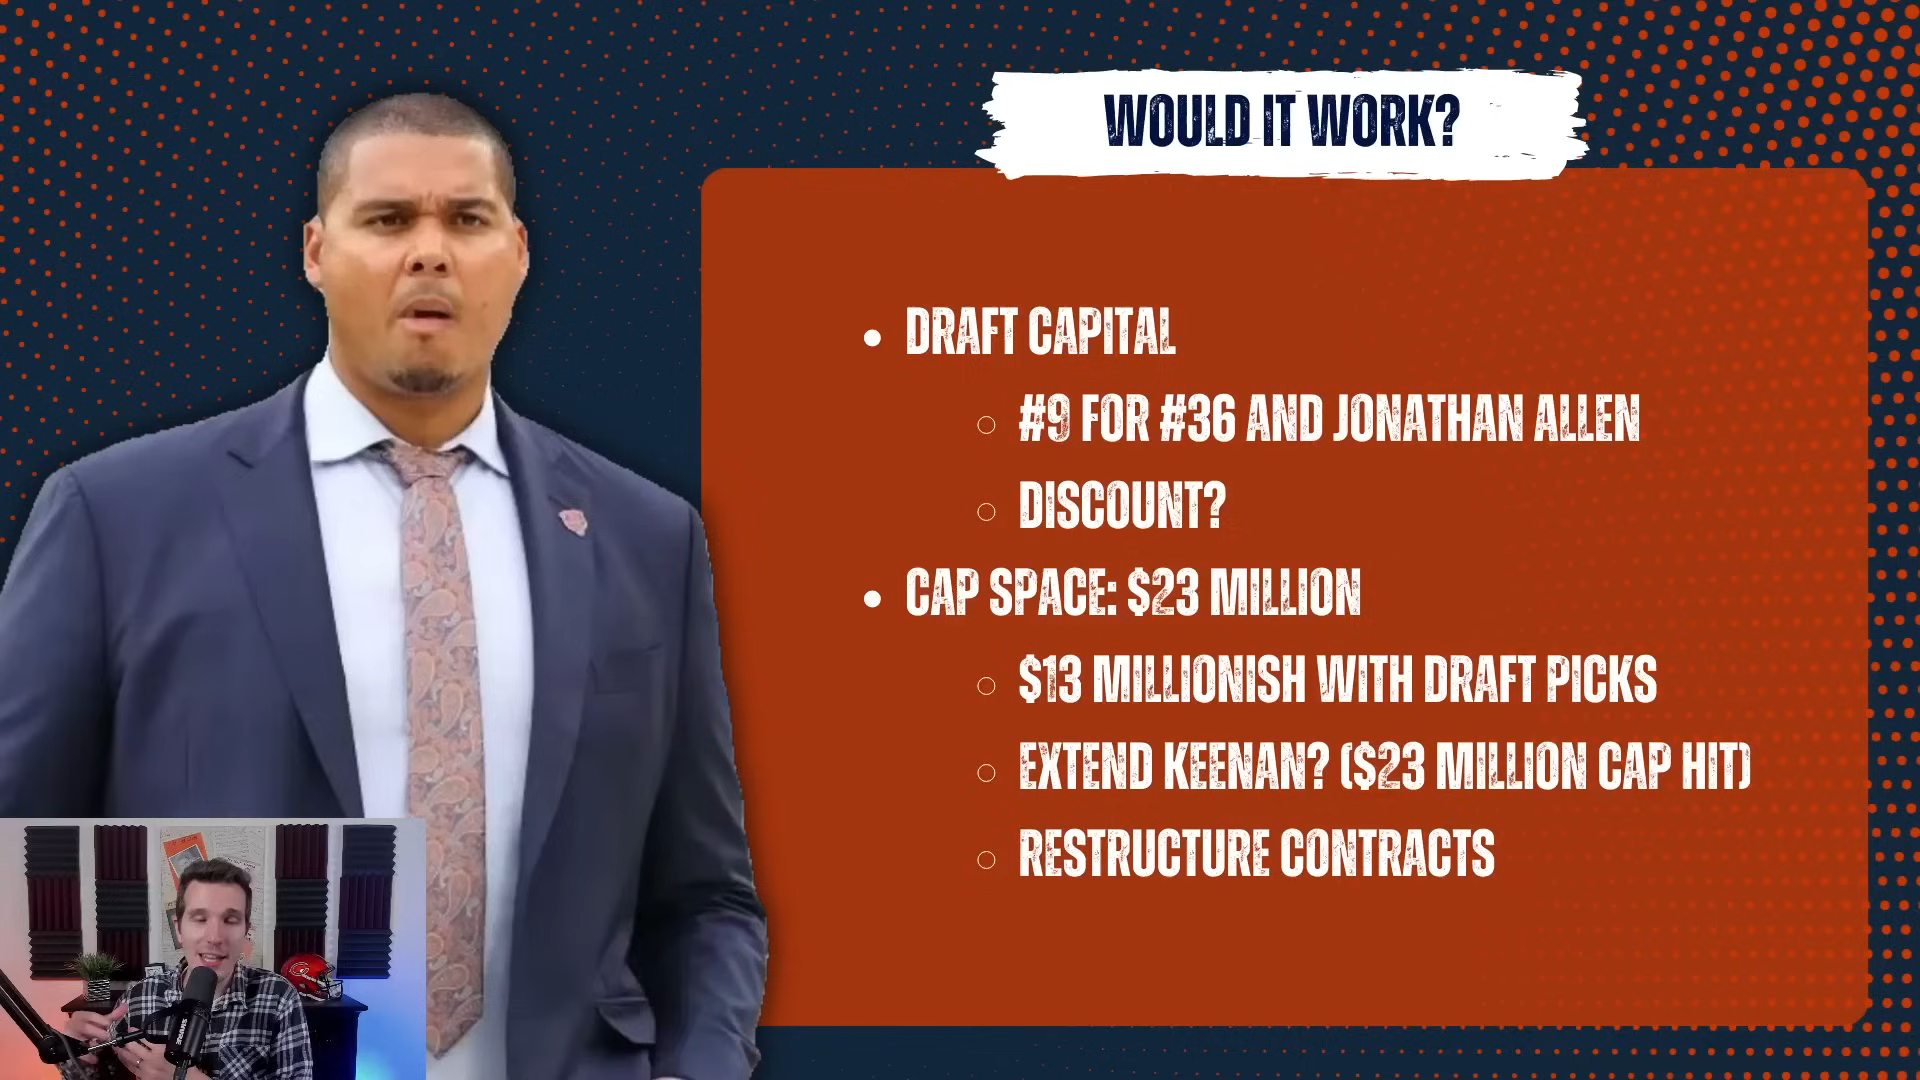 WOULD IT WORK?
DRAFT CAPITAL
#9 FOR #36 AND JONATHAN ALLEN
DISCOUNT?
CAP SPACE: $23 MILLION
$13 MILLIONISH WITH DRAFT PICKS
EXTEND KEENAN? ($23 MILLION CAP HIT)
RESTRUCTURE CONTRACTS